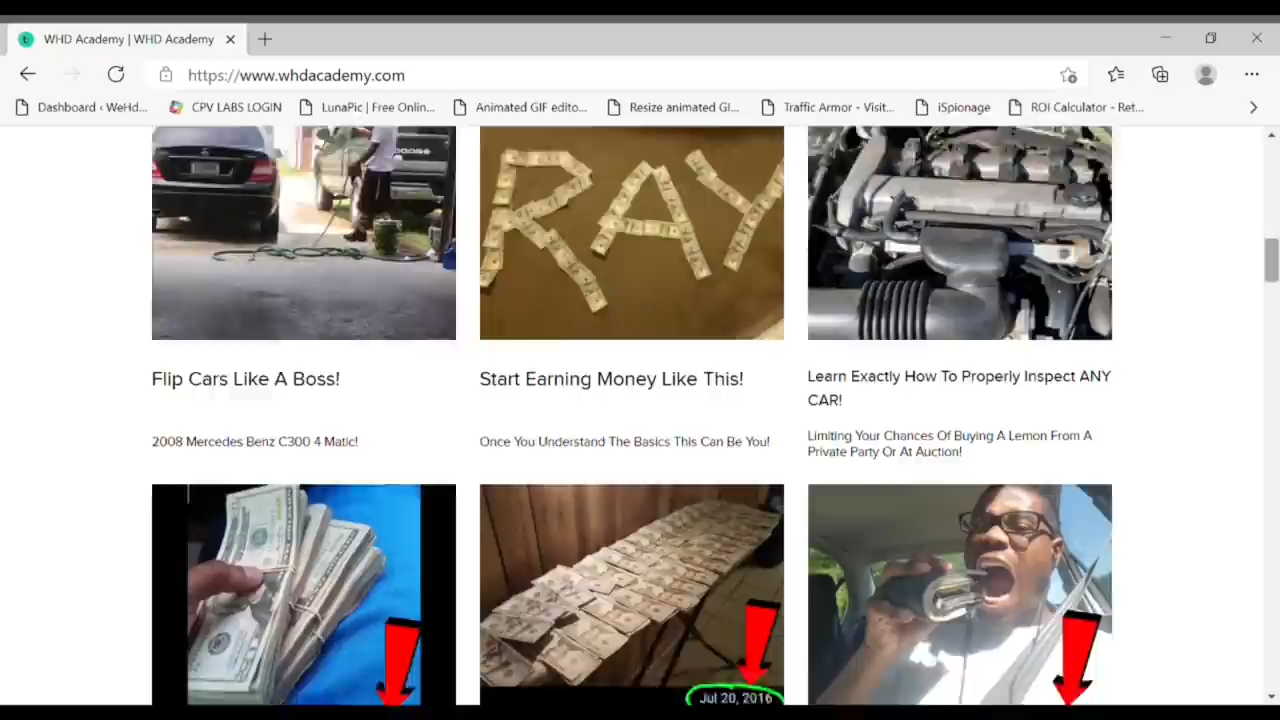 WHD Academy | WHD Academy
https://www.whdacademy.com
Dashboard ‹ WeHd... CPV LABS LOGIN LunaPic | Free Onlin... Animated GIF edito... Resize animated GI... Traffic Armor - Visit... iSpionage ROI Calculator - Ret...
RAY
Flip Cars Like A Boss!
Start Earning Money Like This!
Learn Exactly How To Properly Inspect ANY
CAR!
2008 Mercedes Benz C300 4 Matic!
Once You Understand The Basics This Can Be You!
Limiting Your Chances Of Buying A Lemon From A
Private Party Or At Auction!
Jul 20, 2016